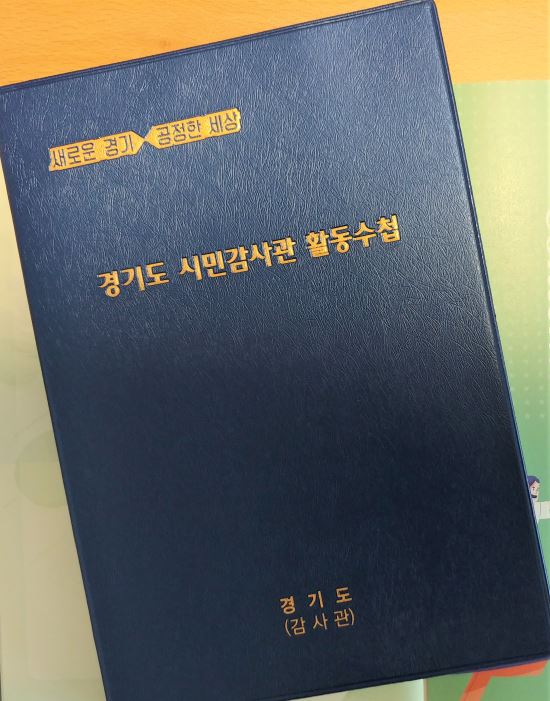 새로운 경기 공정한 세상
경기도 시민감사관 활동수첩
경 기 도
(감 사 관)